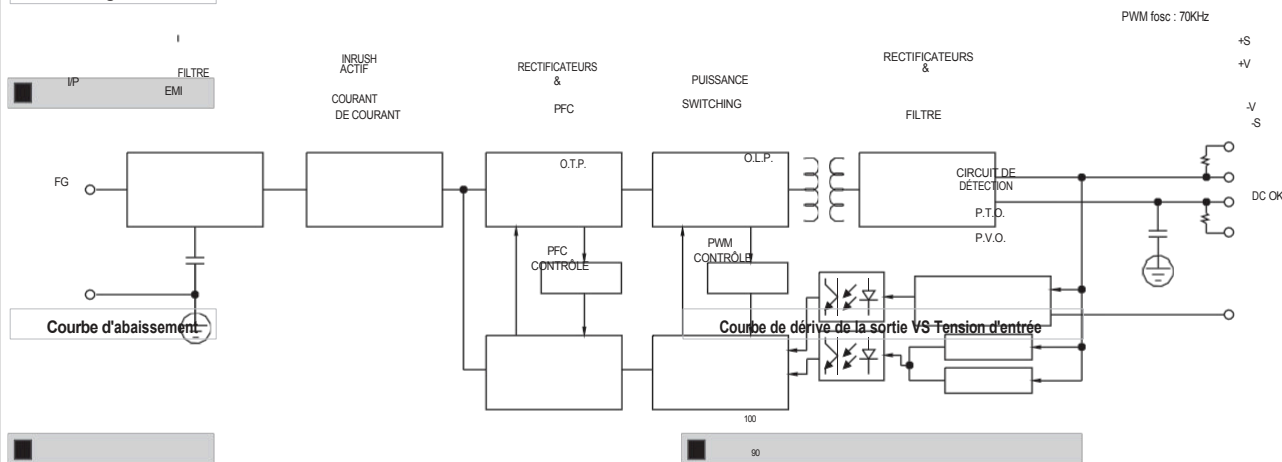 PWM fosc : 70KHz
+S
+V
-V
-S
I/P
FILTRE
EMI
INRUSH
ACTIF
COURANT
DE COURANT
RECTIFICATEURS
&
PFC
PUISSANCE
SWITCHING
RECTIFICATEURS
&
FILTRE
FG
O.T.P.
O.L.P.
CIRCUIT DE
DÉTECTION
P.T.O.
P.V.O.
DC OK
PFC
CONTRÔLE
PWM
CONTRÔLE
Courbe d'abaissement
Courbe de dérive de la sortie VS Tension d'entrée
100
90